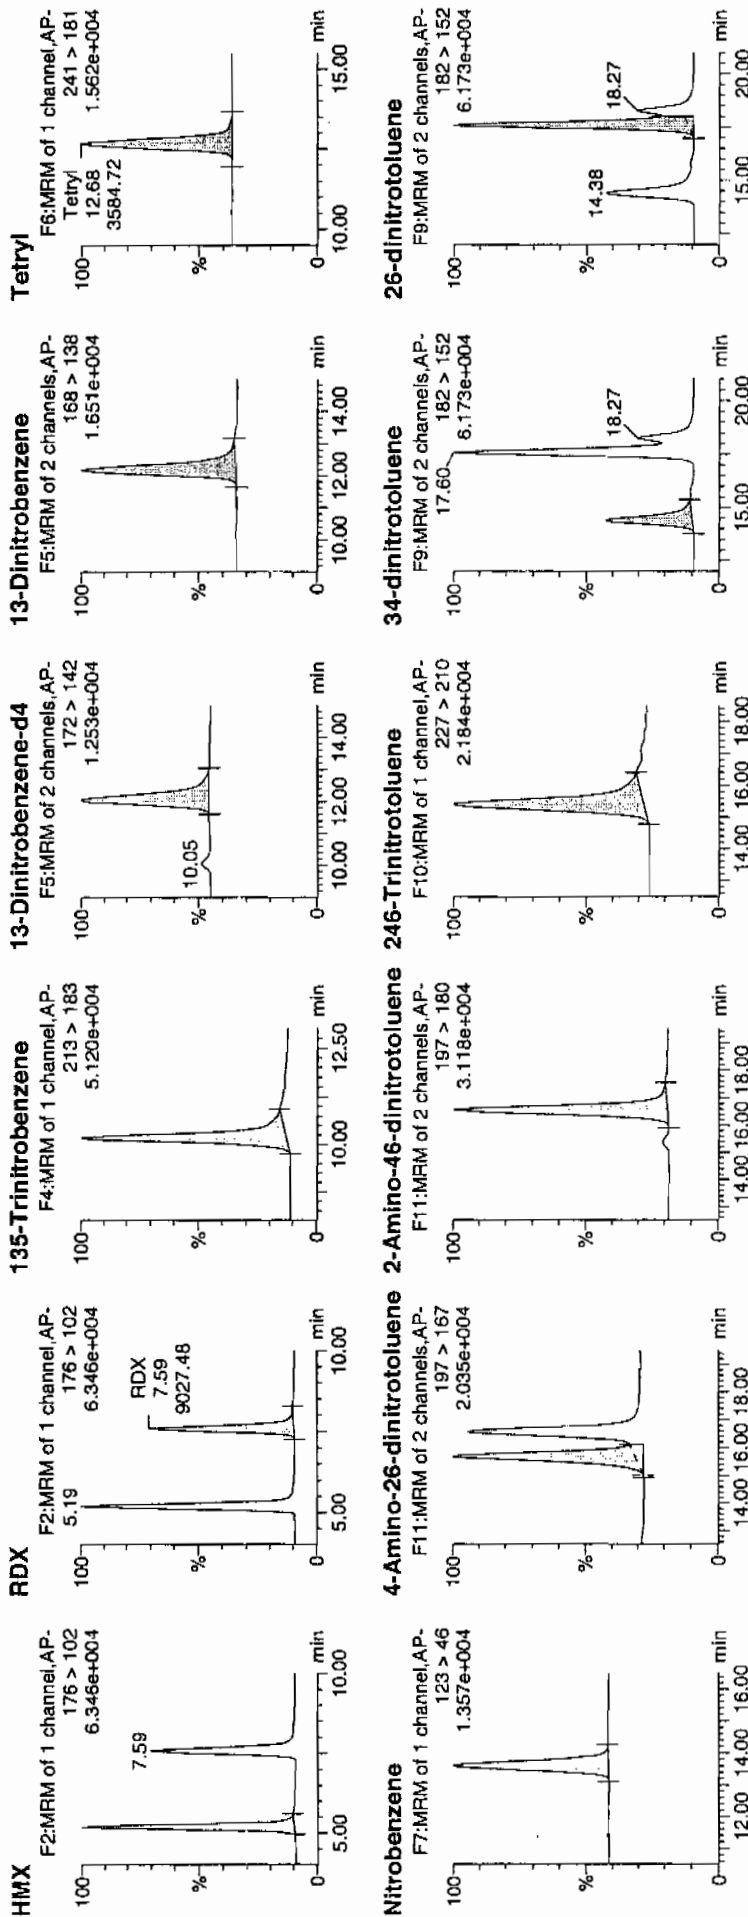 HMX
F2:MRM of 1 channel,AP-
176 > 102
6.346e+004
100
%
0
7.59
5.00
10.00
min
RDX
F2:MRM of 1 channel,AP-
176 > 102
6.346e+004
100
5.19
%
0
RDX
7.59
9027.48
5.00
10.00
min
135-Trinitrobenzene
F4:MRM of 1 channel,AP-
213 > 183
5.120e+004
100
%
0
10.00
12.50
min
13-Dinitrobenzene-d4
F5:MRM of 2 channels,AP-
172 > 142
1.253e+004
100
%
0
10.05
10.00
12.00
14.00
min
13-Dinitrobenzene
F5:MRM of 2 channels,AP-
168 > 138
1.651e+004
100
%
0
10.00
12.00
14.00
min
Tetryl
F6:MRM of 1 channel,AP-
241 > 181
1.562e+004
100
Tetryl
12.68
3584.72
%
0
10.00
15.00
min
Nitrobenzene
F7:MRM of 1 channel,AP-
123 > 46
1.357e+004
100
%
0
12.00
14.00
16.00
min
4-Amino-26-dinitrotoluene
F11:MRM of 2 channels,AP-
197 > 167
2.035e+004
100
%
0
14.00
16.00
18.00
min
2-Amino-46-dinitrotoluene
F11:MRM of 2 channels,AP-
197 > 180
3.118e+004
100
%
0
14.00
16.00
18.00
min
246-Trinitrotoluene
F10:MRM of 1 channel,AP-
227 > 210
2.184e+004
100
%
0
14.00
16.00
18.00
min
34-dinitrotoluene
F9:MRM of 2 channels,AP-
182 > 152
6.173e+004
100
17.60
18.27
%
0
15.00
20.00
min
26-dinitrotoluene
F9:MRM of 2 channels,AP-
182 > 152
6.173e+004
100
14.38
18.27
%
0
15.00
20.00
min